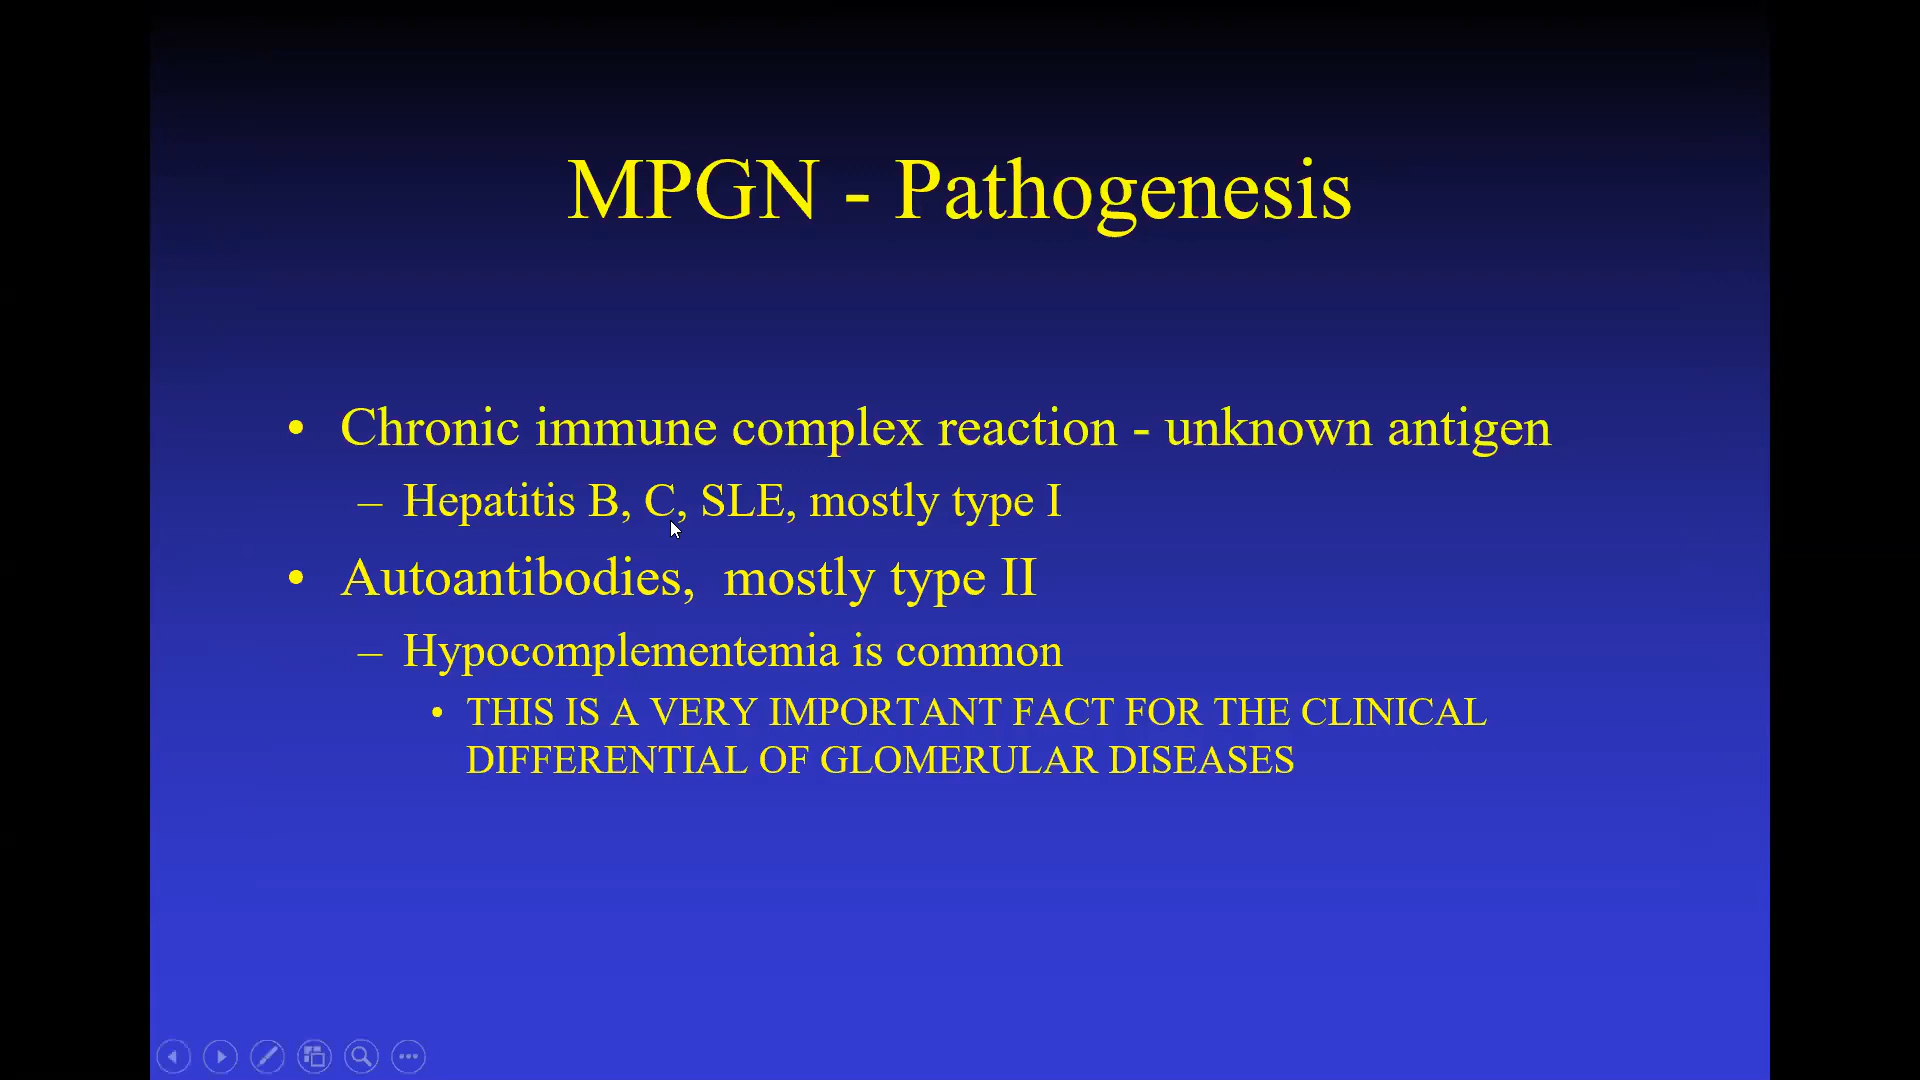 MPGN - Pathogenesis
• Chronic immune complex reaction - unknown antigen
– Hepatitis B, C, SLE, mostly type I
• Autoantibodies,  mostly type II
– Hypocomplementemia is common
• THIS IS A VERY IMPORTANT FACT FOR THE CLINICAL
DIFFERENTIAL OF GLOMERULAR DISEASES